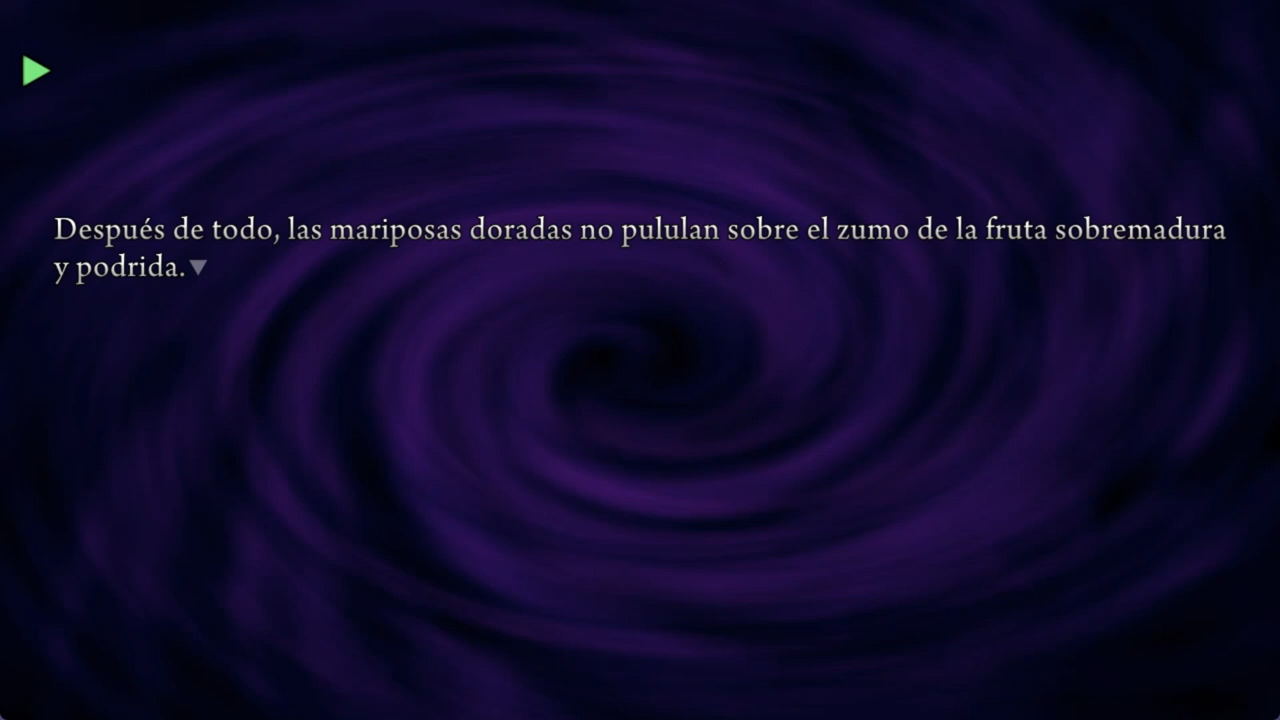 Después de todo, las mariposas doradas no pululan sobre el zumo de la fruta sobremadura
y podrida.